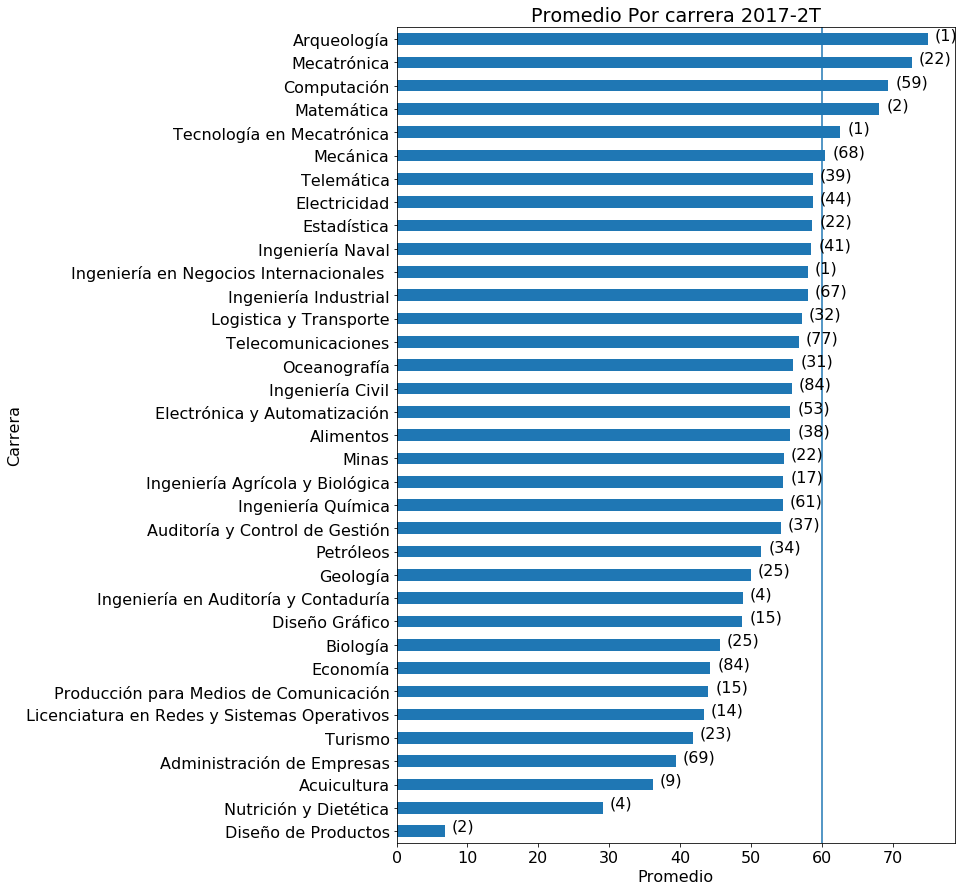 Promedio Por carrera 2017-2T
Carrera
Arqueología (1)
Mecatrónica (22)
Computación (59)
Matemática (2)
Tecnología en Mecatrónica (1)
Mecánica (68)
Telemática (39)
Electricidad (44)
Estadística (22)
Ingeniería Naval (41)
Ingeniería en Negocios Internacionales (1)
Ingeniería Industrial (67)
Logistica y Transporte (32)
Telecomunicaciones (77)
Oceanografía (31)
Ingeniería Civil (84)
Electrónica y Automatización (53)
Alimentos (38)
Minas (22)
Ingeniería Agrícola y Biológica (17)
Ingeniería Química (61)
Auditoría y Control de Gestión (37)
Petróleos (34)
Geología (25)
Ingeniería en Auditoría y Contaduría (4)
Diseño Gráfico (15)
Biología (25)
Economía (84)
Producción para Medios de Comunicación (15)
Licenciatura en Redes y Sistemas Operativos (14)
Turismo (23)
Administración de Empresas (69)
Acuicultura (9)
Nutrición y Dietética (4)
Diseño de Productos (2)
0 10 20 30 40 50 60 70
Promedio